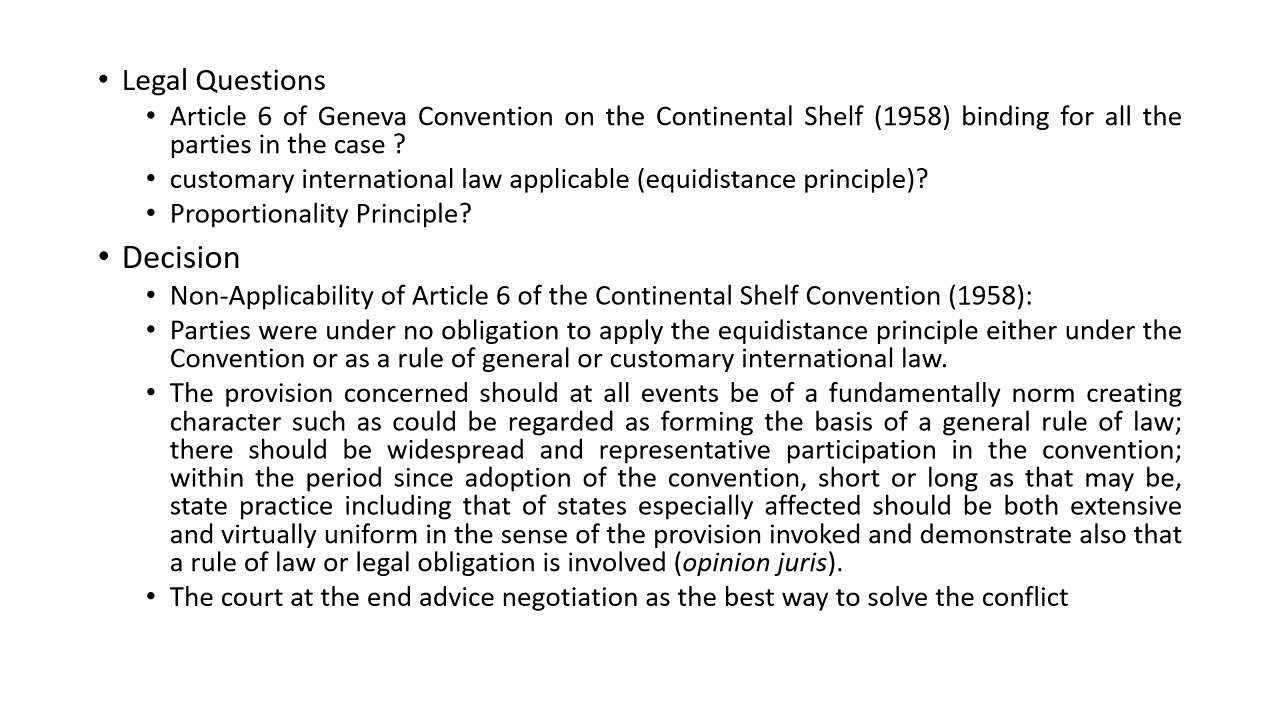 • Legal Questions
• Article 6 of Geneva Convention on the Continental Shelf (1958) binding for all the
parties in the case ?
• customary international law applicable (equidistance principle)?
• Proportionality Principle?
• Decision
• Non-Applicability of Article 6 of the Continental Shelf Convention (1958):
• Parties were under no obligation to apply the equidistance principle either under the
Convention or as a rule of general or customary international law.
• The provision concerned should at all events be of a fundamentally norm creating
character such as could be regarded as forming the basis of a general rule of law;
there should be widespread and representative participation in the convention;
within the period since adoption of the convention, short or long as that may be,
state practice including that of states especially affected should be both extensive
and virtually uniform in the sense of the provision invoked and demonstrate also that
a rule of law or legal obligation is involved (opinion juris).
• The court at the end advice negotiation as the best way to solve the conflict